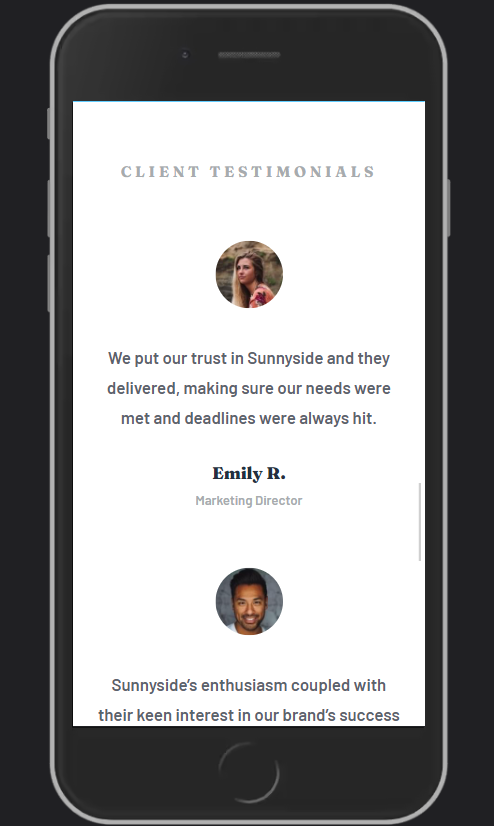 CLIENT TESTIMONIALS
We put our trust in Sunnyside and they
delivered, making sure our needs were
met and deadlines were always hit.
Emily R.
Marketing Director
Sunnyside’s enthusiasm coupled with
their keen interest in our brand’s success